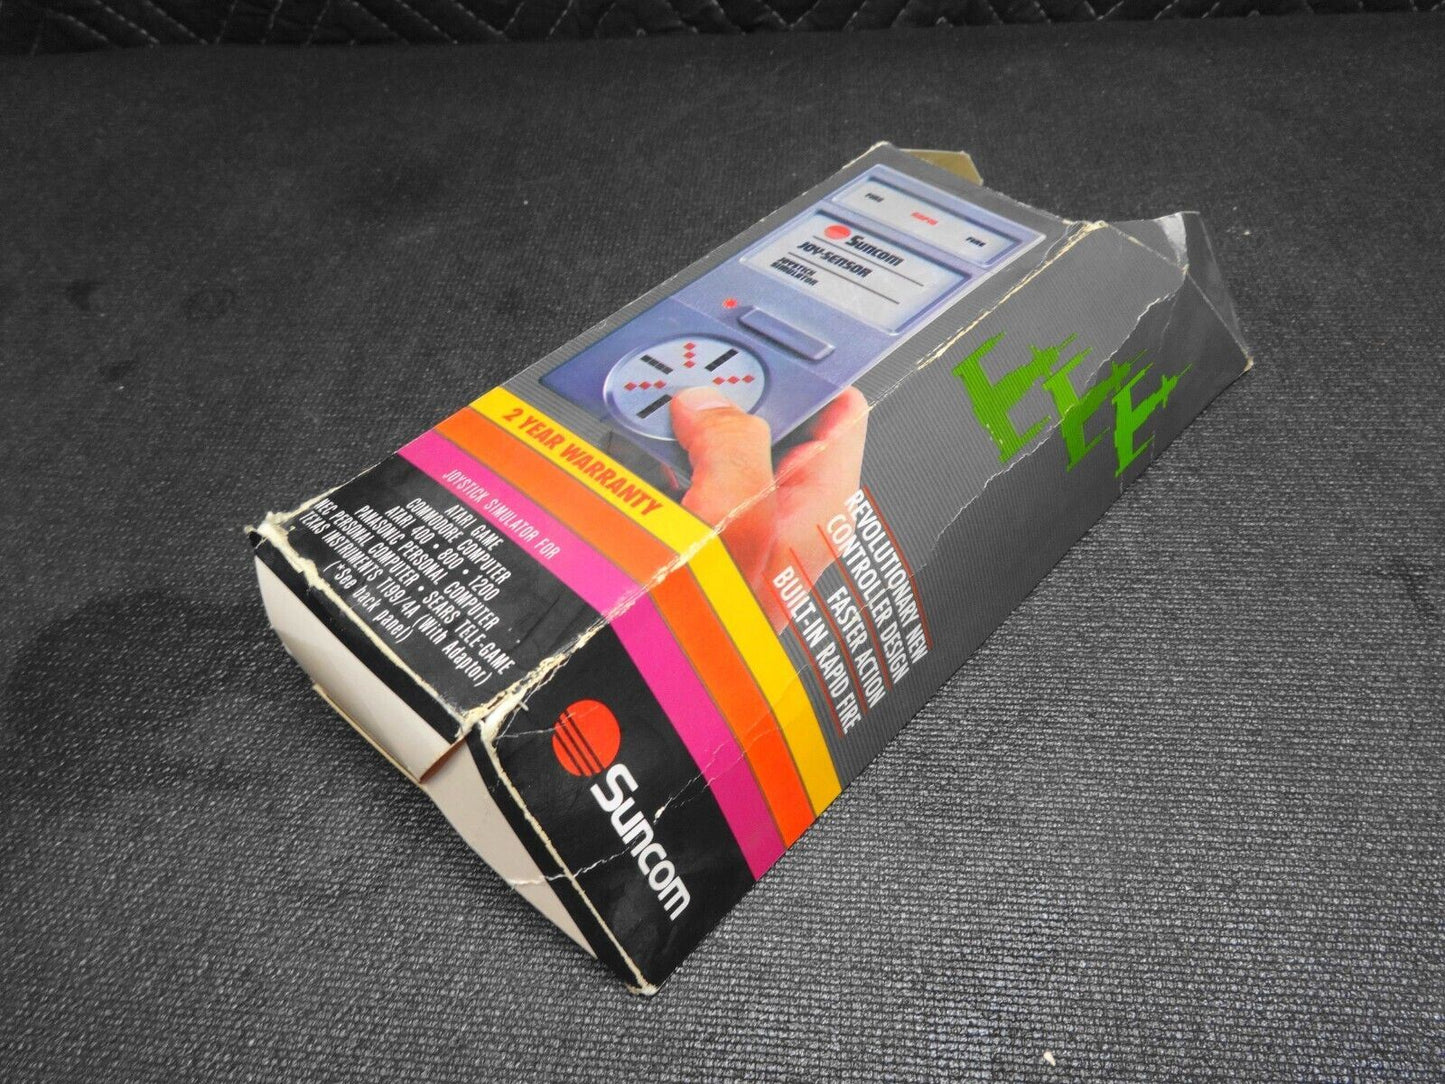 FIRE
RAPID
FIRE
Suncom
JOY-SENSOR
JOYSTICK
SIMULATOR
2 YEAR WARRANTY
JOYSTICK SIMULATOR FOR
ATARI GAME
COMMODORE COMPUTER
ATARI 400 • 800 • 1200
PANASONIC PERSONAL COMPUTER
NEC PERSONAL COMPUTER • SEARS TELE-GAME
TEXAS INSTRUMENTS TI99/4A (With Adaptor)
(*See back panel)
REVOLUTIONARY NEW
CONTROLLER DESIGN
FASTER ACTION
BUILT-IN RAPID FIRE
Suncom